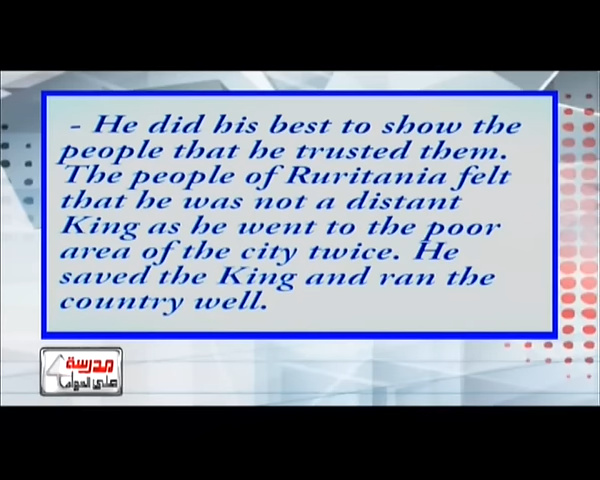 - He did his best to show the
people that he trusted them.
The people of Ruritania felt
that he was not a distant
King as he went to the poor
area of the city twice. He
saved the King and ran the
country well.
مدرسة
على الهواء